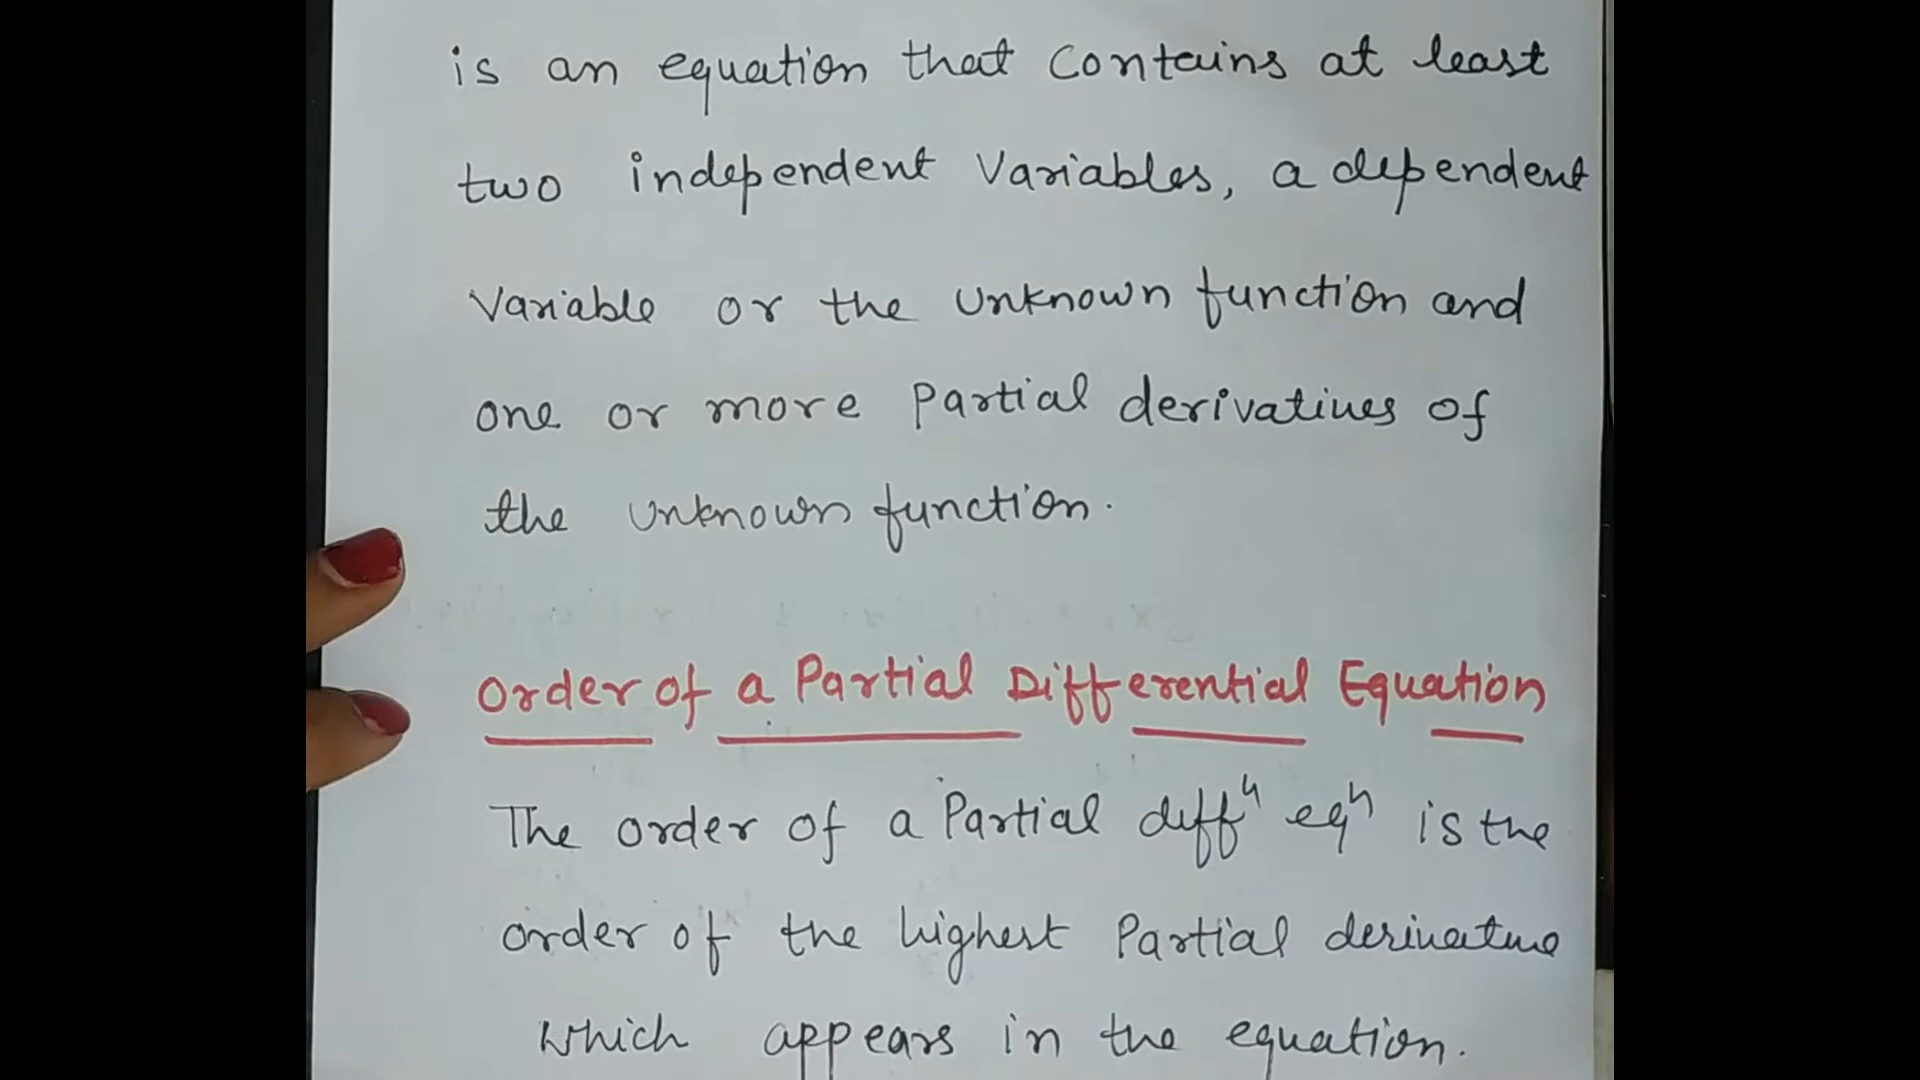 is an equation that contains at least
two independent variables, a dependent
variable or the unknown function and
one or more partial derivatives of
the unknown function.
Order of a Partial Differential Equation
The order of a Partial diffⁿ eqⁿ is the
order of the highest Partial derivative
which appears in the equation.